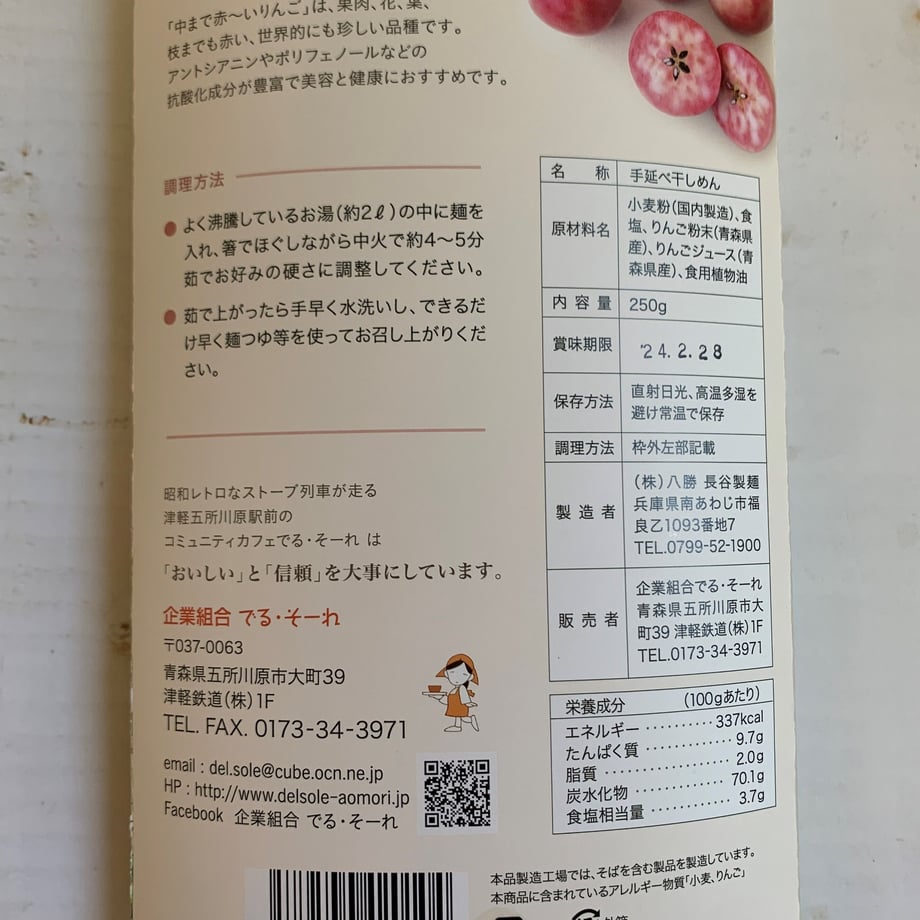 「中まで赤〜いりんご」は、果肉、花、葉、
枝までも赤い、世界的にも珍しい品種です。
アントシアニンやポリフェノールなどの
抗酸化成分が豊富で美容と健康におすすめです。
調理方法
●よく沸騰しているお湯(約2ℓ)の中に麺を
入れ、箸でほぐしながら中火で約4〜5分
茹でお好みの硬さに調整してください。
●茹で上がったら手早く水洗いし、できるだ
け早く麺つゆ等を使ってお召し上がりくだ
さい。
昭和レトロなストーブ列車が走る
津軽五所川原駅前の
コミュニティカフェでる・そーれ は
「おいしい」と「信頼」を大事にしています。
企業組合 でる・そーれ
〒037-0063
青森県五所川原市大町39
津軽鉄道(株)1F
TEL. FAX. 0173-34-3971
email : del.sole@cube.ocn.ne.jp
HP : http://www.delsole-aomori.jp
Facebook 企業組合 でる・そーれ
名称 手延べ干しめん
原材料名 小麦粉(国内製造)、食
塩、りんご粉末(青森県
産)、りんごジュース(青
森県産)、食用植物油
内容量 250g
賞味期限 '24.2.28
保存方法 直射日光、高温多湿を
避け常温で保存
調理方法 枠外左部記載
製造者 (株)八勝 長谷製麺
兵庫県南あわじ市福
良乙1093番地7
TEL.0799-52-1900
販売者 企業組合でる・そーれ
青森県五所川原市大
町39 津軽鉄道(株)1F
TEL.0173-34-3971
栄養成分 (100gあたり)
エネルギー 337kcal
たんぱく質 9.7g
脂質 2.0g
炭水化物 70.1g
食塩相当量 3.7g
本品製造工場では、そばを含む製品を製造しています。
本商品に含まれているアレルギー物質「小麦、りんご」